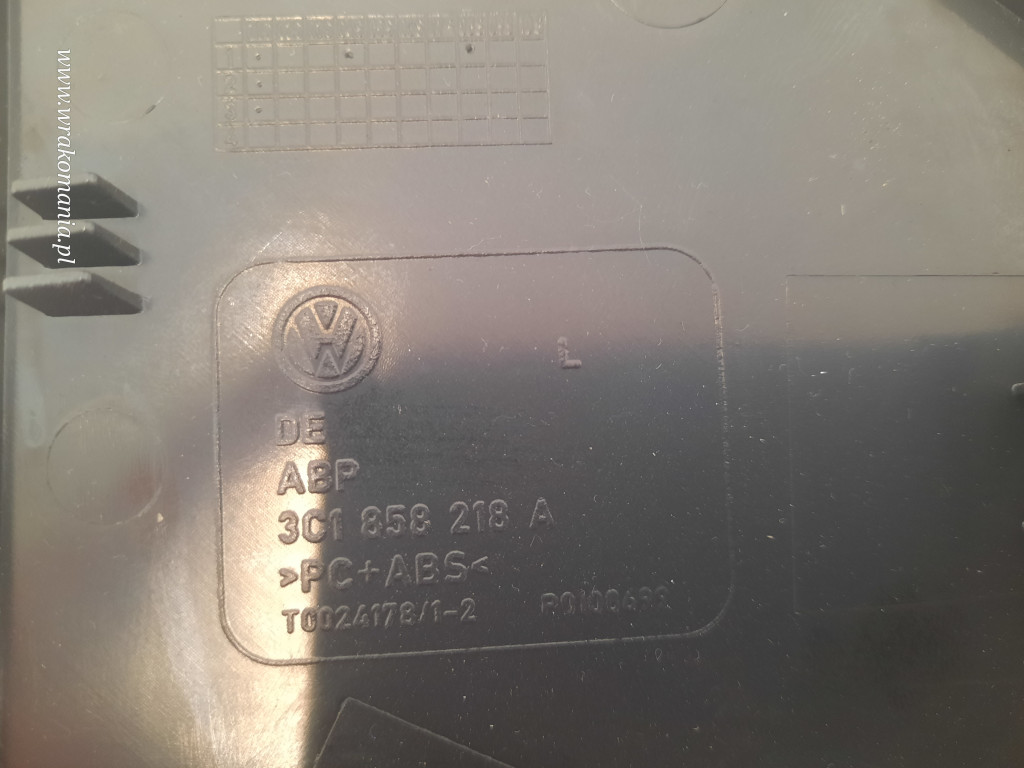 www.wrakomania.pl
L
DE
ABP
3C1 858 218 A
>PC+ABS<
T0024178/1-2